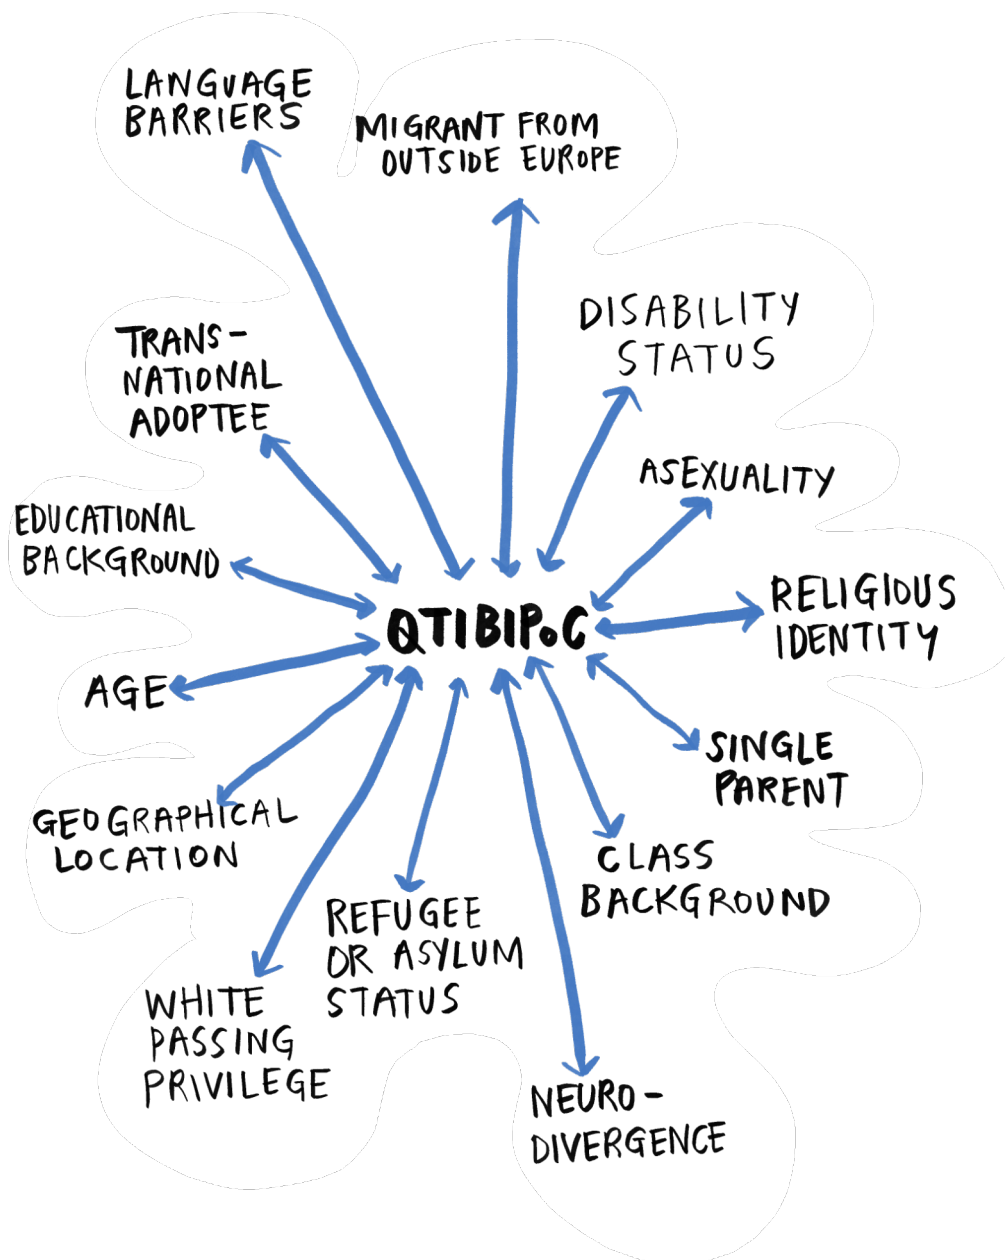 LANGUAGE
BARRIERS
MIGRANT FROM
OUTSIDE EUROPE
DISABILITY
STATUS
TRANS-
NATIONAL
ADOPTEE
ASEXUALITY
EDUCATIONAL
BACKGROUND
QTIBIPoC
RELIGIOUS
IDENTITY
AGE
SINGLE
PARENT
GEOGRAPHICAL
LOCATION
CLASS
BACKGROUND
REFUGEE
OR ASYLUM
STATUS
WHITE
PASSING
PRIVILEGE
NEURO-
DIVERGENCE